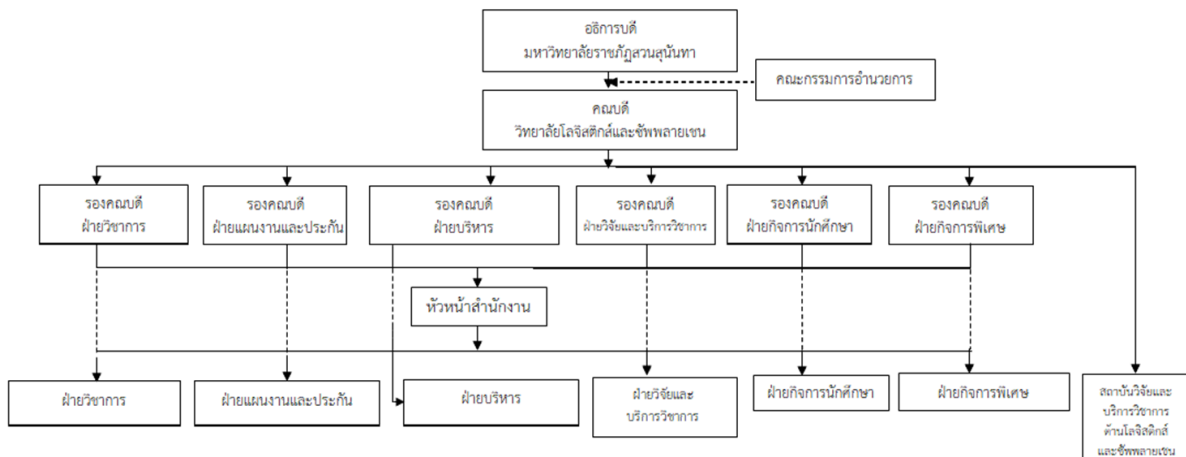 อธิการบดี
มหาวิทยาลัยราชภัฏสวนสุนันทา
คณะกรรมการอำนวยการ
คณบดี
วิทยาลัยโลจิสติกส์และซัพพลายเชน
รองคณบดี
ฝ่ายวิชาการ
รองคณบดี
ฝ่ายแผนงานและประกัน
รองคณบดี
ฝ่ายบริหาร
รองคณบดี
ฝ่ายวิจัยและบริการวิชาการ
รองคณบดี
ฝ่ายกิจการนักศึกษา
รองคณบดี
ฝ่ายกิจการพิเศษ
หัวหน้าสำนักงาน
ฝ่ายวิชาการ
ฝ่ายแผนงานและประกัน
ฝ่ายบริหาร
ฝ่ายวิจัยและ
บริการวิชาการ
ฝ่ายกิจการนักศึกษา
ฝ่ายกิจการพิเศษ
สถาบันวิจัยและ
บริการวิชาการ
ด้านโลจิสติกส์
และซัพพลายเชน